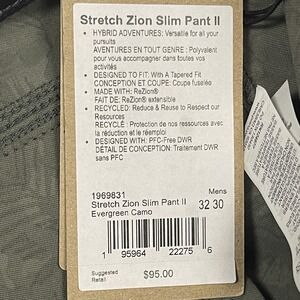 Stretch Zion Slim Pant II
• HYBRID ADVENTURES: Versatile for all your
pursuits
AVENTURES EN TOUT GENRE : Polyvalent
pour vous accompagner dans toutes vos
activités
• DESIGNED TO FIT: With A Tapered Fit
CONCEPTION ET COUPE: Coupe fuselée
• MADE WITH: ReZion®
FAIT DE: ReZion® extensible
• RECYCLED: Reduce & Reuse to Respect our
Resources
RECYCLÉ : Protection de nos ressources avec
la réduction et le réemploi
• DESIGNED WITH: PFC-Free DWR
DÉTAIL DE CONCEPTION: Traitement DWR
sans PFC
1969831 Mens
Stretch Zion Slim Pant II 32 30
Evergreen Camo
1 95964 22275 6
Suggested
Retail $95.00